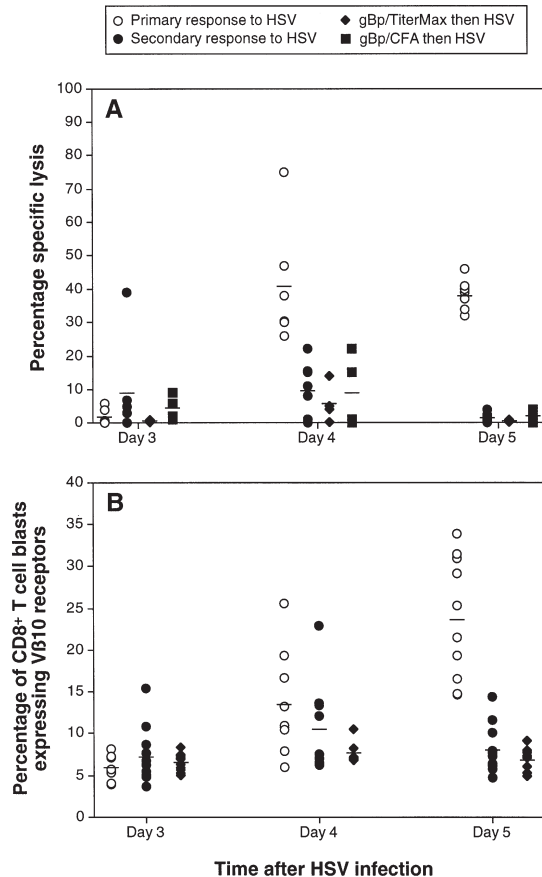 Primary response to HSV
gBp/TiterMax then HSV
Secondary response to HSV
gBp/CFA then HSV
A
Percentage specific lysis
100
90
80
70
60
50
40
30
20
10
0
Day 3
Day 4
Day 5
B
Percentage of CD8+ T cell blasts
expressing Vß10 receptors
40
35
30
25
20
15
10
5
0
Day 3
Day 4
Day 5
Time after HSV infection